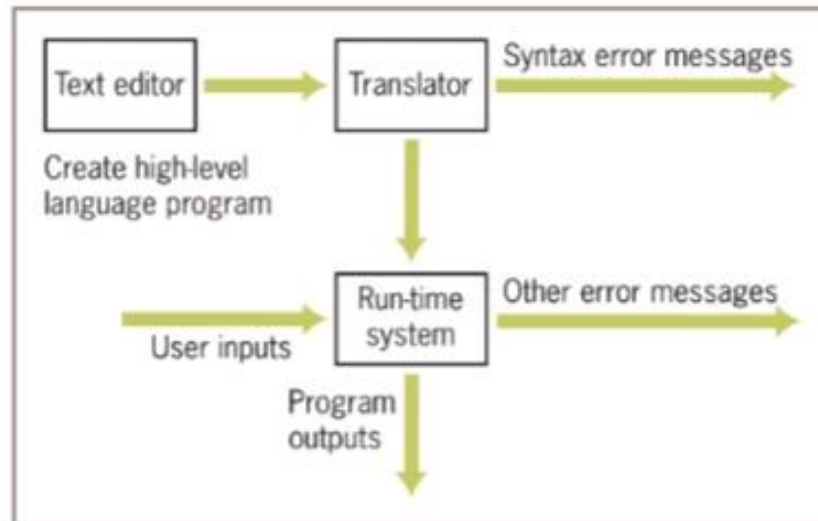 Text editor
Translator
Syntax error messages
Create high-level
language program
Run-time
system
Other error messages
User inputs
Program
outputs